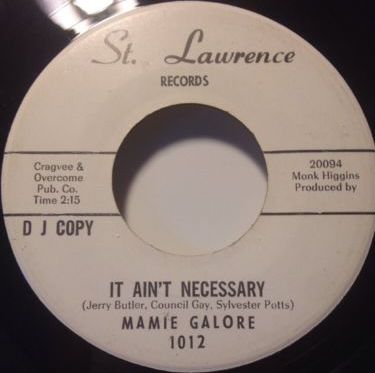 St. Lawrence
RECORDS
Cragvee &
Overcome
Pub. Co.
Time 2:15
20094
Monk Higgins
Produced by
D J COPY
IT AIN'T NECESSARY
(Jerry Butler, Council Gay, Sylvester Potts)
MAMIE GALORE
1012